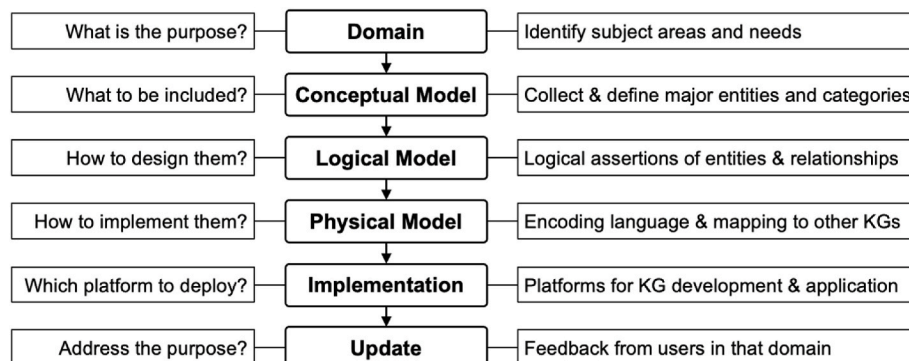 What is the purpose?
Domain
Identify subject areas and needs
What to be included?
Conceptual Model
Collect & define major entities and categories
How to design them?
Logical Model
Logical assertions of entities & relationships
How to implement them?
Physical Model
Encoding language & mapping to other KGs
Which platform to deploy?
Implementation
Platforms for KG development & application
Address the purpose?
Update
Feedback from users in that domain